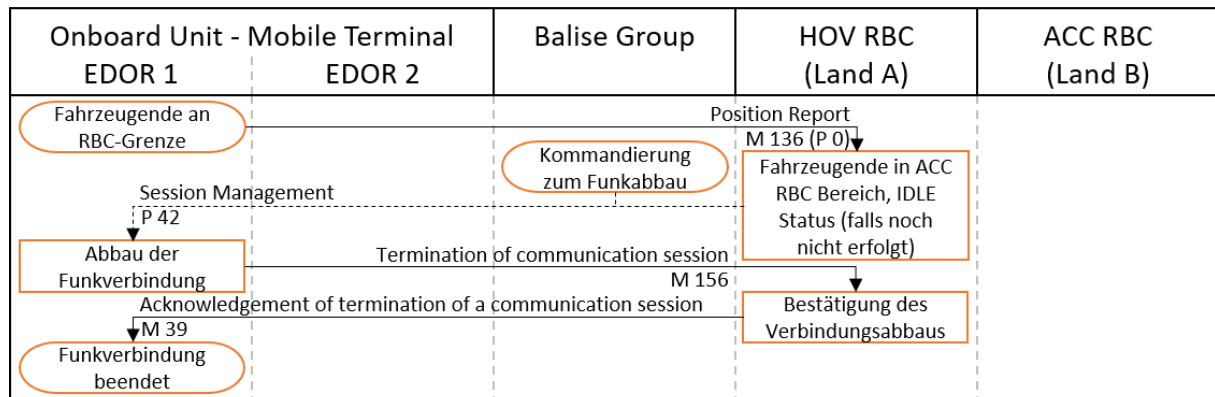 Onboard Unit - Mobile Terminal
EDOR 1
EDOR 2
Balise Group
HOV RBC
(Land A)
ACC RBC
(Land B)
Fahrzeugende an
RBC-Grenze
Position Report
M 136 (P 0)
Kommandierung
zum Funkabbau
Fahrzeugende in ACC
RBC Bereich, IDLE
Status (falls noch
nicht erfolgt)
Session Management
P 42
Abbau der
Funkverbindung
Termination of communication session
M 156
Acknowledgement of termination of a communication session
M 39
Bestätigung des
Verbindungsabbaus
Funkverbindung
beendet